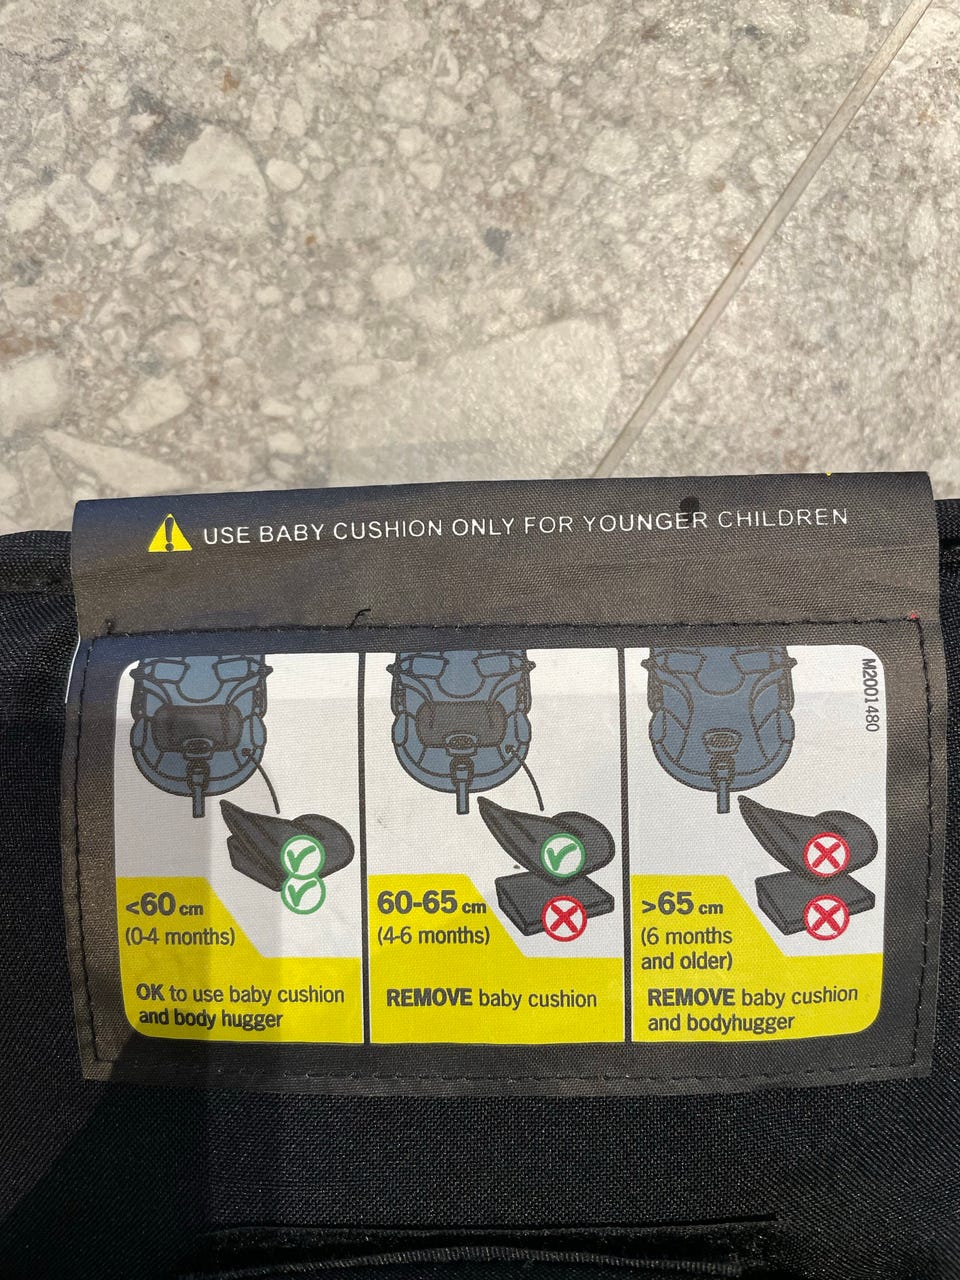 USE BABY CUSHION ONLY FOR YOUNGER CHILDREN
M2001480
<60 cm
(0-4 months)
OK to use baby cushion
and body hugger
60-65 cm
(4-6 months)
REMOVE baby cushion
>65 cm
(6 months
and older)
REMOVE baby cushion
and bodyhugger